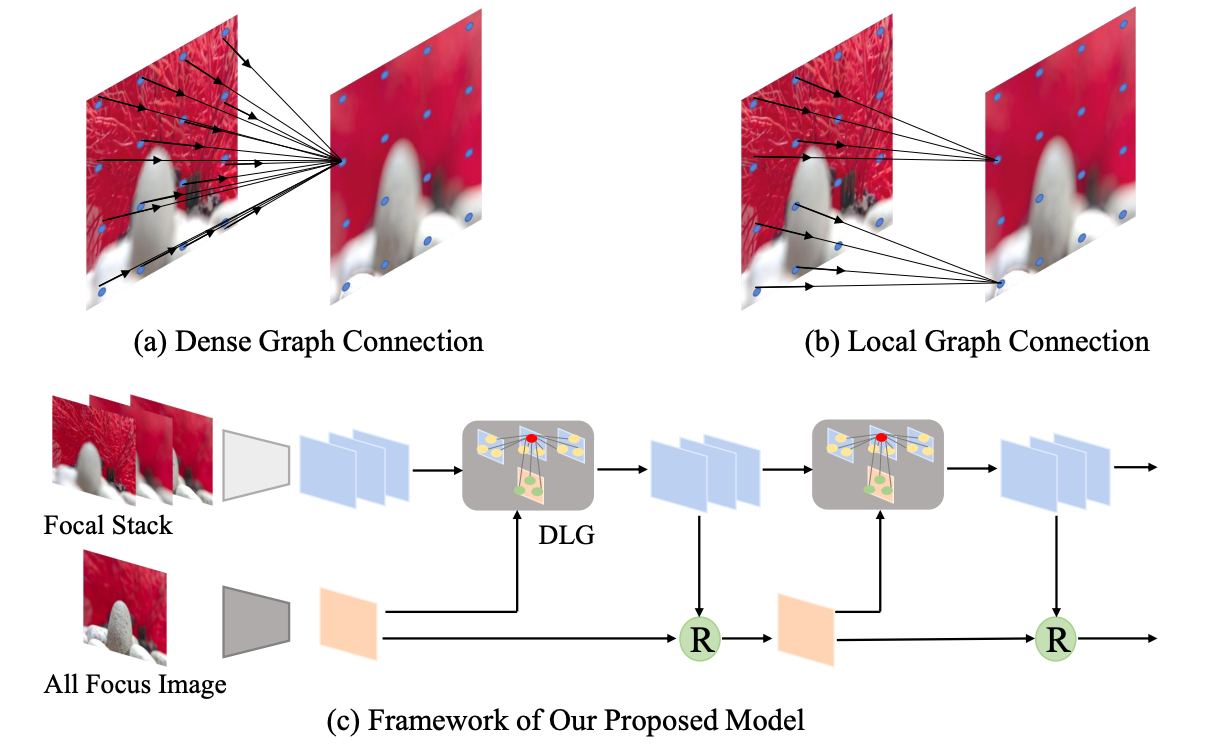 (a) Dense Graph Connection
(b) Local Graph Connection
Focal Stack
DLG
R
R
All Focus Image
(c) Framework of Our Proposed Model